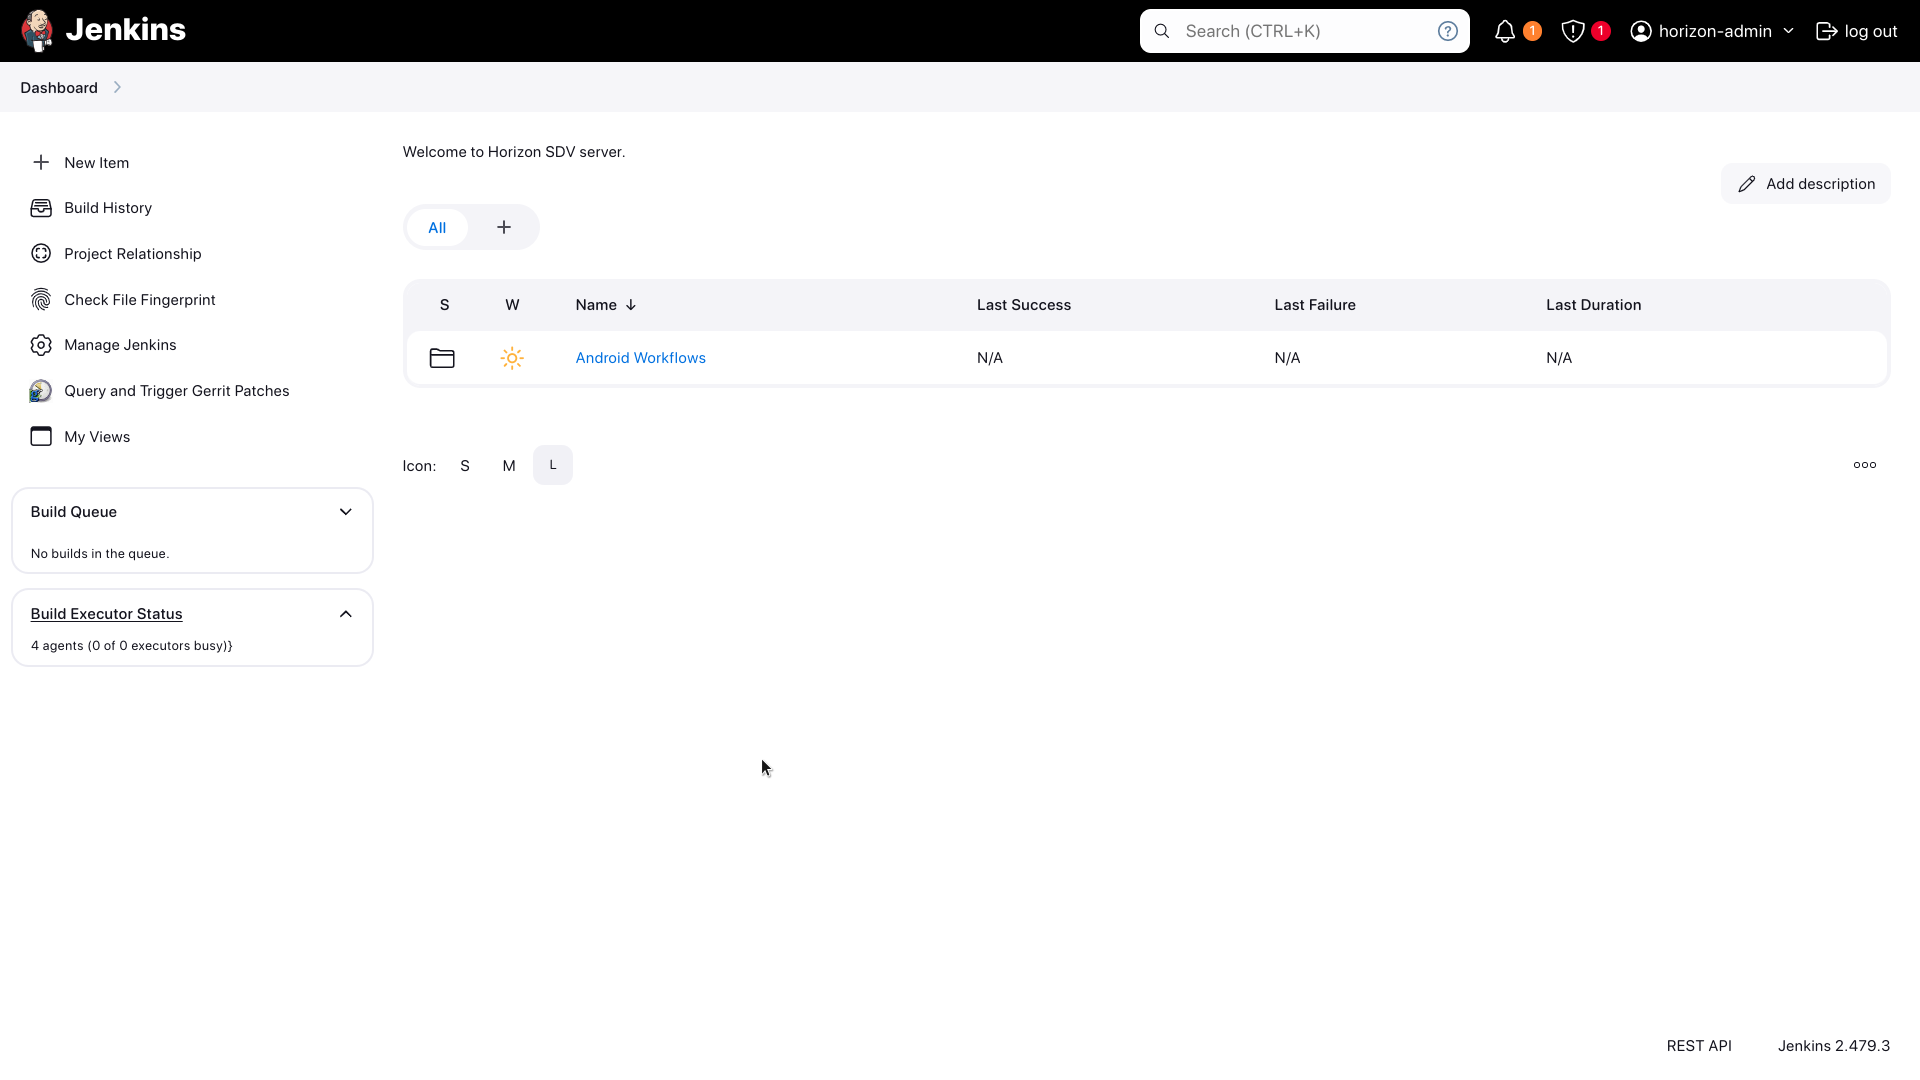 Jenkins
Search (CTRL+K)
?
1
1
horizon-admin
log out
Dashboard
New Item
Build History
Project Relationship
Check File Fingerprint
Manage Jenkins
Query and Trigger Gerrit Patches
My Views
Build Queue
No builds in the queue.
Build Executor Status
4 agents (0 of 0 executors busy)}
Welcome to Horizon SDV server.
Add description
All +
S W Name ↓ Last Success Last Failure Last Duration
Android Workflows N/A N/A N/A
Icon: S M L
REST API Jenkins 2.479.3